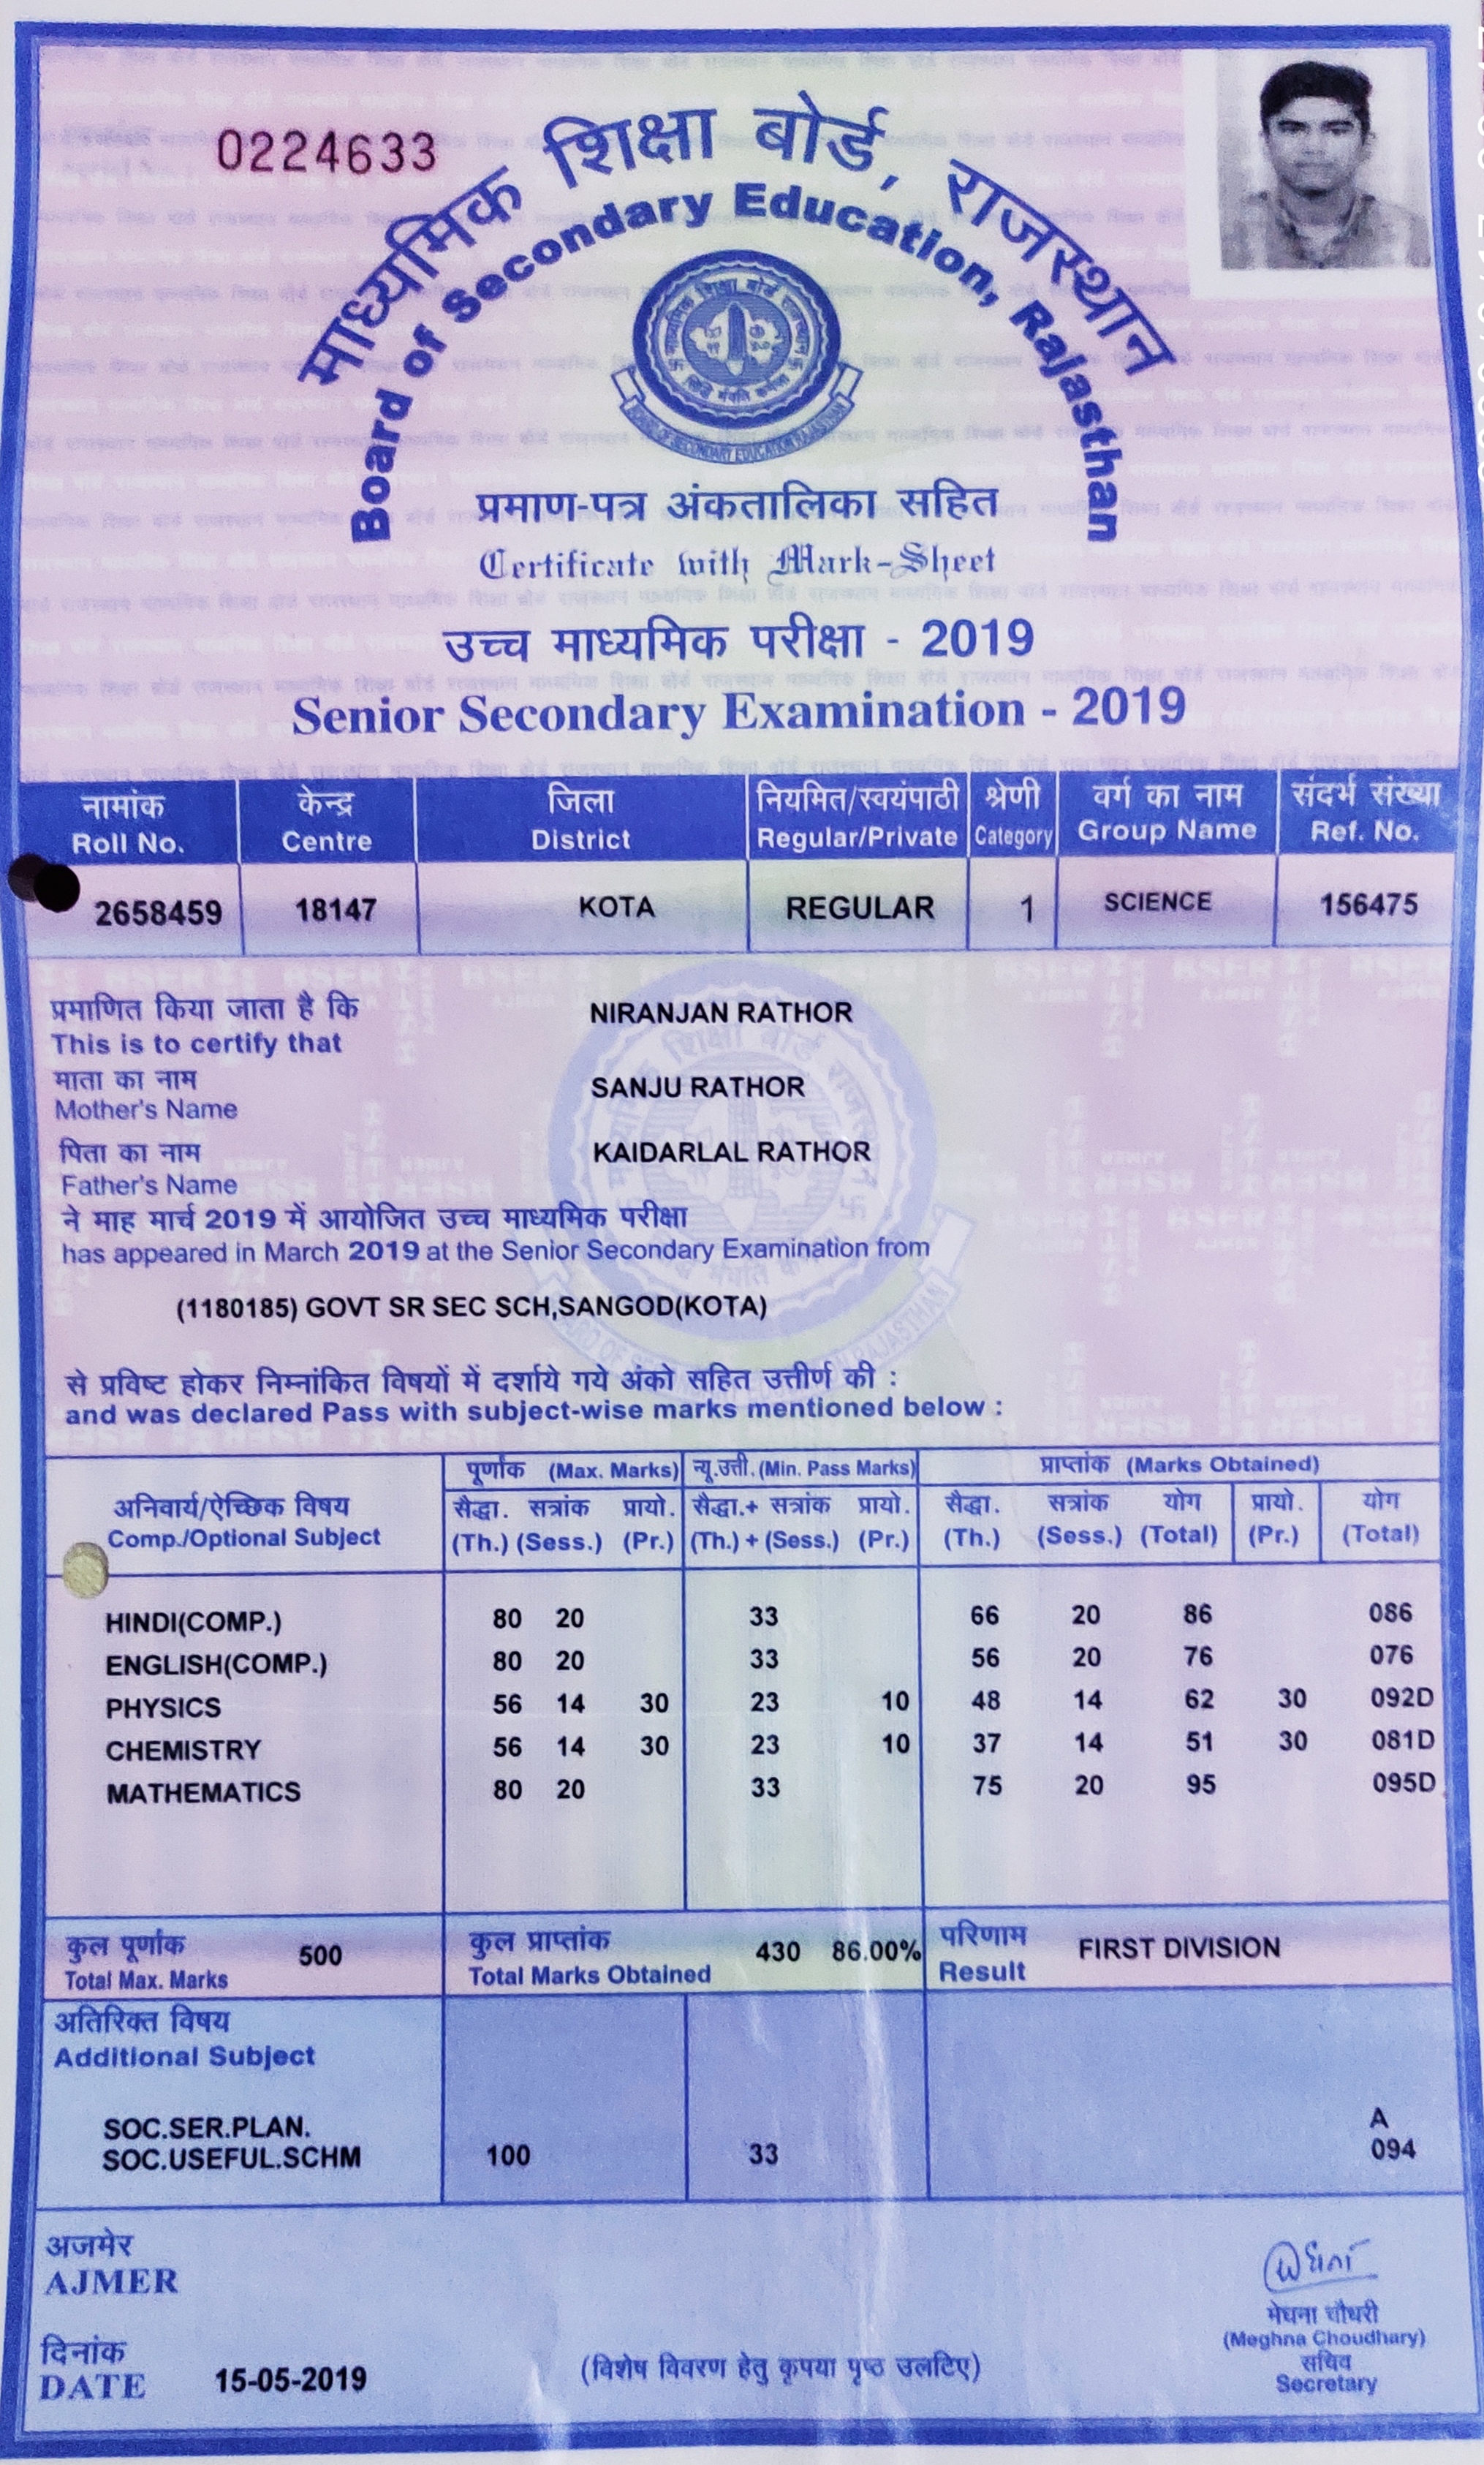 0224633
माध्यमिक शिक्षा बोर्ड, राजस्थान
Board of Secondary Education, Rajasthan
माध्यमिक शिक्षा बोर्ड राजस्थान
BOARD OF SECONDARY EDUCATION RAJASTHAN
प्रमाण-पत्र अंकतालिका सहित
Certificate with Mark-Sheet
उच्च माध्यमिक परीक्षा - 2019
Senior Secondary Examination - 2019
नामांक केन्द्र जिला नियमित/स्वयंपाठी श्रेणी वर्ग का नाम संदर्भ संख्या
Roll No. Centre District Regular/Private Category Group Name Ref. No.
2658459 18147 KOTA REGULAR 1 SCIENCE 156475
प्रमाणित किया जाता है कि NIRANJAN RATHOR
This is to certify that
माता का नाम SANJU RATHOR
Mother's Name
पिता का नाम KAIDARLAL RATHOR
Father's Name
ने माह मार्च 2019 में आयोजित उच्च माध्यमिक परीक्षा
has appeared in March 2019 at the Senior Secondary Examination from
(1180185) GOVT SR SEC SCH,SANGOD(KOTA)
से प्रविष्ट होकर निम्नांकित विषयों में दर्शाये गये अंको सहित उत्तीर्ण की :
and was declared Pass with subject-wise marks mentioned below :
पूर्णांक (Max. Marks) न्यू.उत्ती. (Min. Pass Marks) प्राप्तांक (Marks Obtained)
अनिवार्य/ऐच्छिक विषय सैद्धा. सत्रांक प्रायो. सैद्धा.+ सत्रांक प्रायो. सैद्धा. सत्रांक योग प्रायो. योग
Comp./Optional Subject (Th.) (Sess.) (Pr.) (Th.) + (Sess.) (Pr.) (Th.) (Sess.) (Total) (Pr.) (Total)
HINDI(COMP.) 80 20 33 66 20 86 086
ENGLISH(COMP.) 80 20 33 56 20 76 076
PHYSICS 56 14 30 23 10 48 14 62 30 092D
CHEMISTRY 56 14 30 23 10 37 14 51 30 081D
MATHEMATICS 80 20 33 75 20 95 095D
कुल पूर्णांक 500 कुल प्राप्तांक 430 86.00% परिणाम FIRST DIVISION
Total Max. Marks Total Marks Obtained Result
अतिरिक्त विषय
Additional Subject
SOC.SER.PLAN. A
SOC.USEFUL.SCHM 100 33 094
अजमेर
AJMER
मेघना चौधरी
(Meghna Choudhary)
सचिव
Secretary
दिनांक
DATE 15-05-2019 (विशेष विवरण हेतु कृपया पृष्ठ उलटिए)